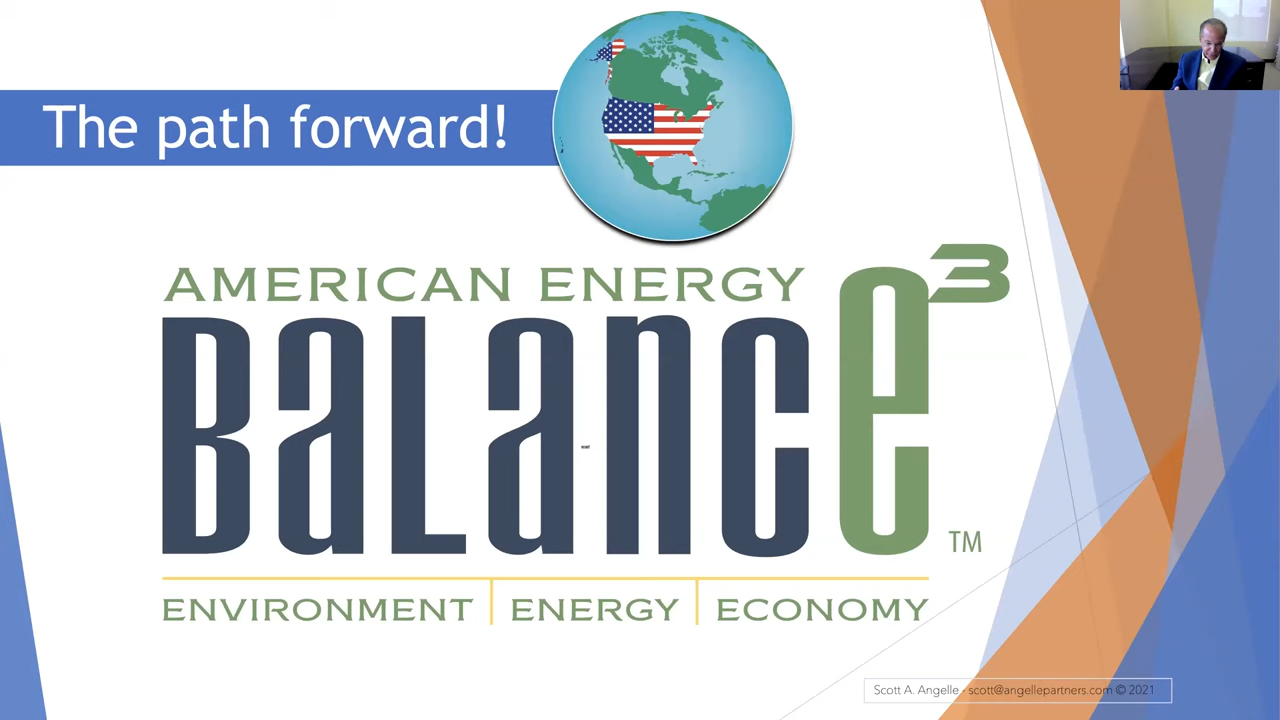 The path forward!
AMERICAN ENERGY
BaLance³
TM
ENVIRONMENT | ENERGY | ECONOMY
Scott A. Angelle - scott@angellepartners.com © 2021